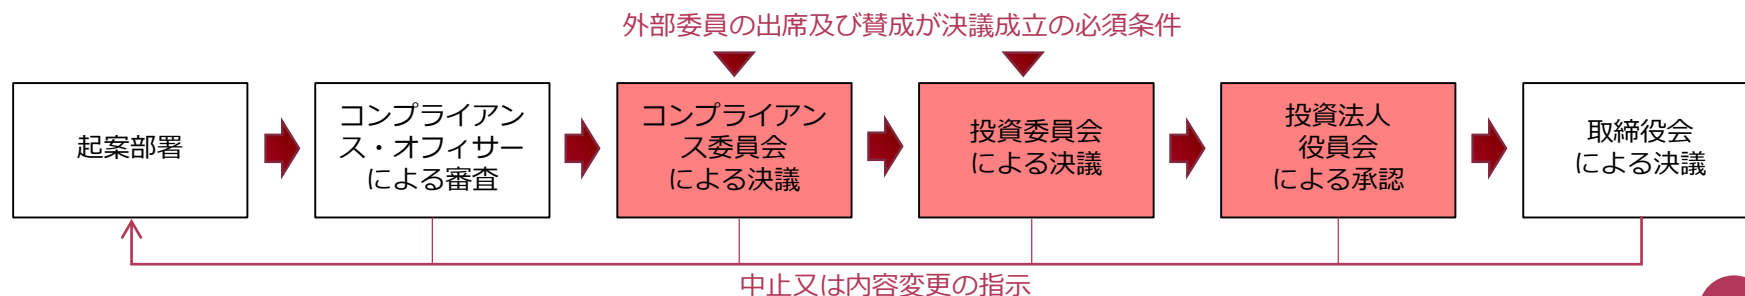 外部委員の出席及び賛成が決議成立の必須条件
起案部署
コンプライアン
ス・オフィサー
による審査
コンプライアン
ス委員会
による決議
投資委員会
による決議
投資法人
役員会
による承認
取締役会
による決議
中止又は内容変更の指示